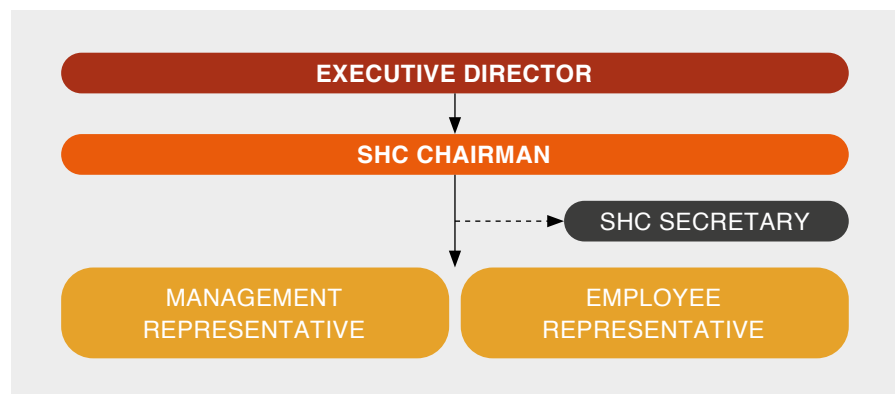 EXECUTIVE DIRECTOR
SHC CHAIRMAN
SHC SECRETARY
MANAGEMENT
REPRESENTATIVE
EMPLOYEE
REPRESENTATIVE